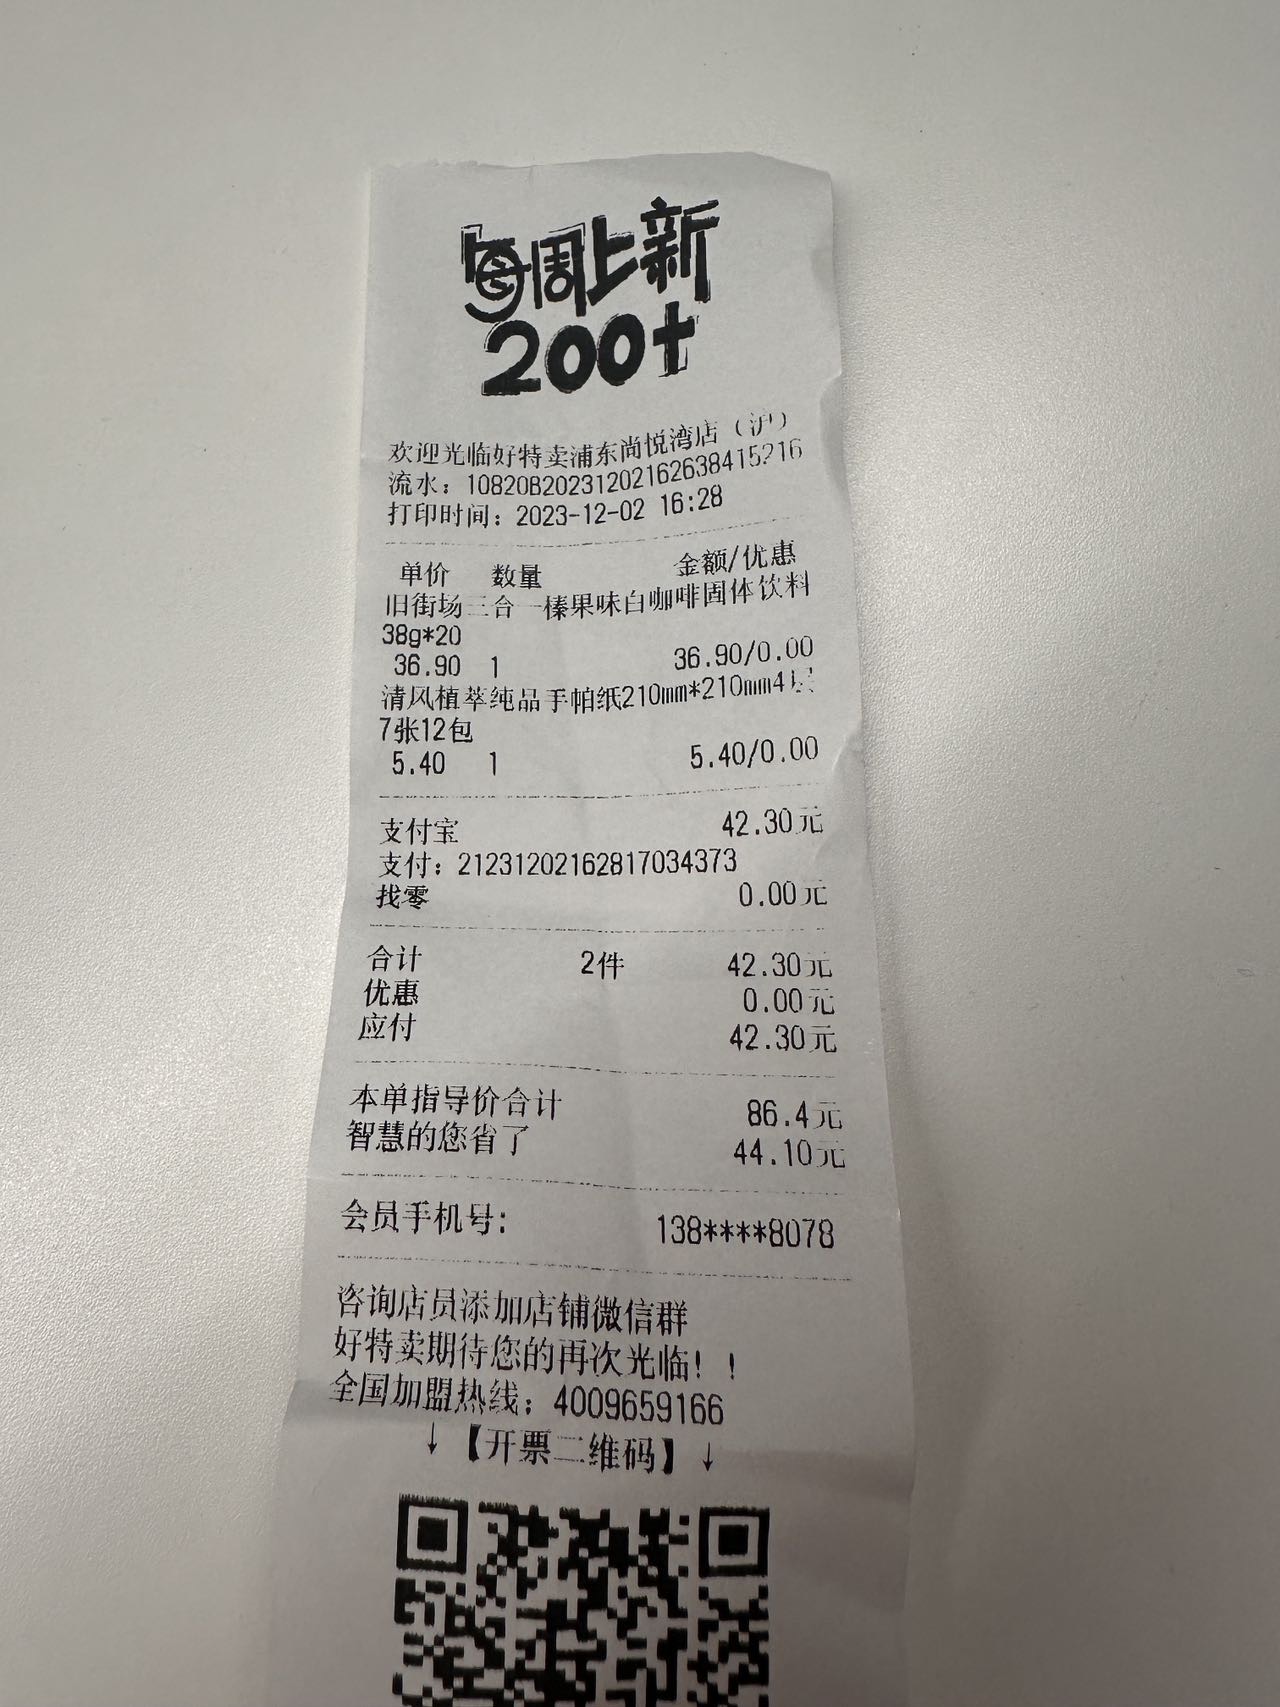 每周上新
200+
欢迎光临好特卖浦东尚悦湾店（沪）
流水：10820820231202162638415216
打印时间：2023-12-02 16:28
单价 数量 金额/优惠
旧街场三合一榛果味白咖啡固体饮料
38g*20
36.90 1 36.90/0.00
清风植萃纯品手帕纸210mm*210mm4层
7张12包
5.40 1 5.40/0.00
支付宝 42.30元
支付：21231202162817034373
找零 0.00元
合计 2件 42.30元
优惠 0.00元
应付 42.30元
本单指导价合计 86.4元
智慧的您省了 44.10元
会员手机号: 138****8078
咨询店员添加店铺微信群
好特卖期待您的再次光临！！
全国加盟热线：4009659166
↓【开票二维码】↓